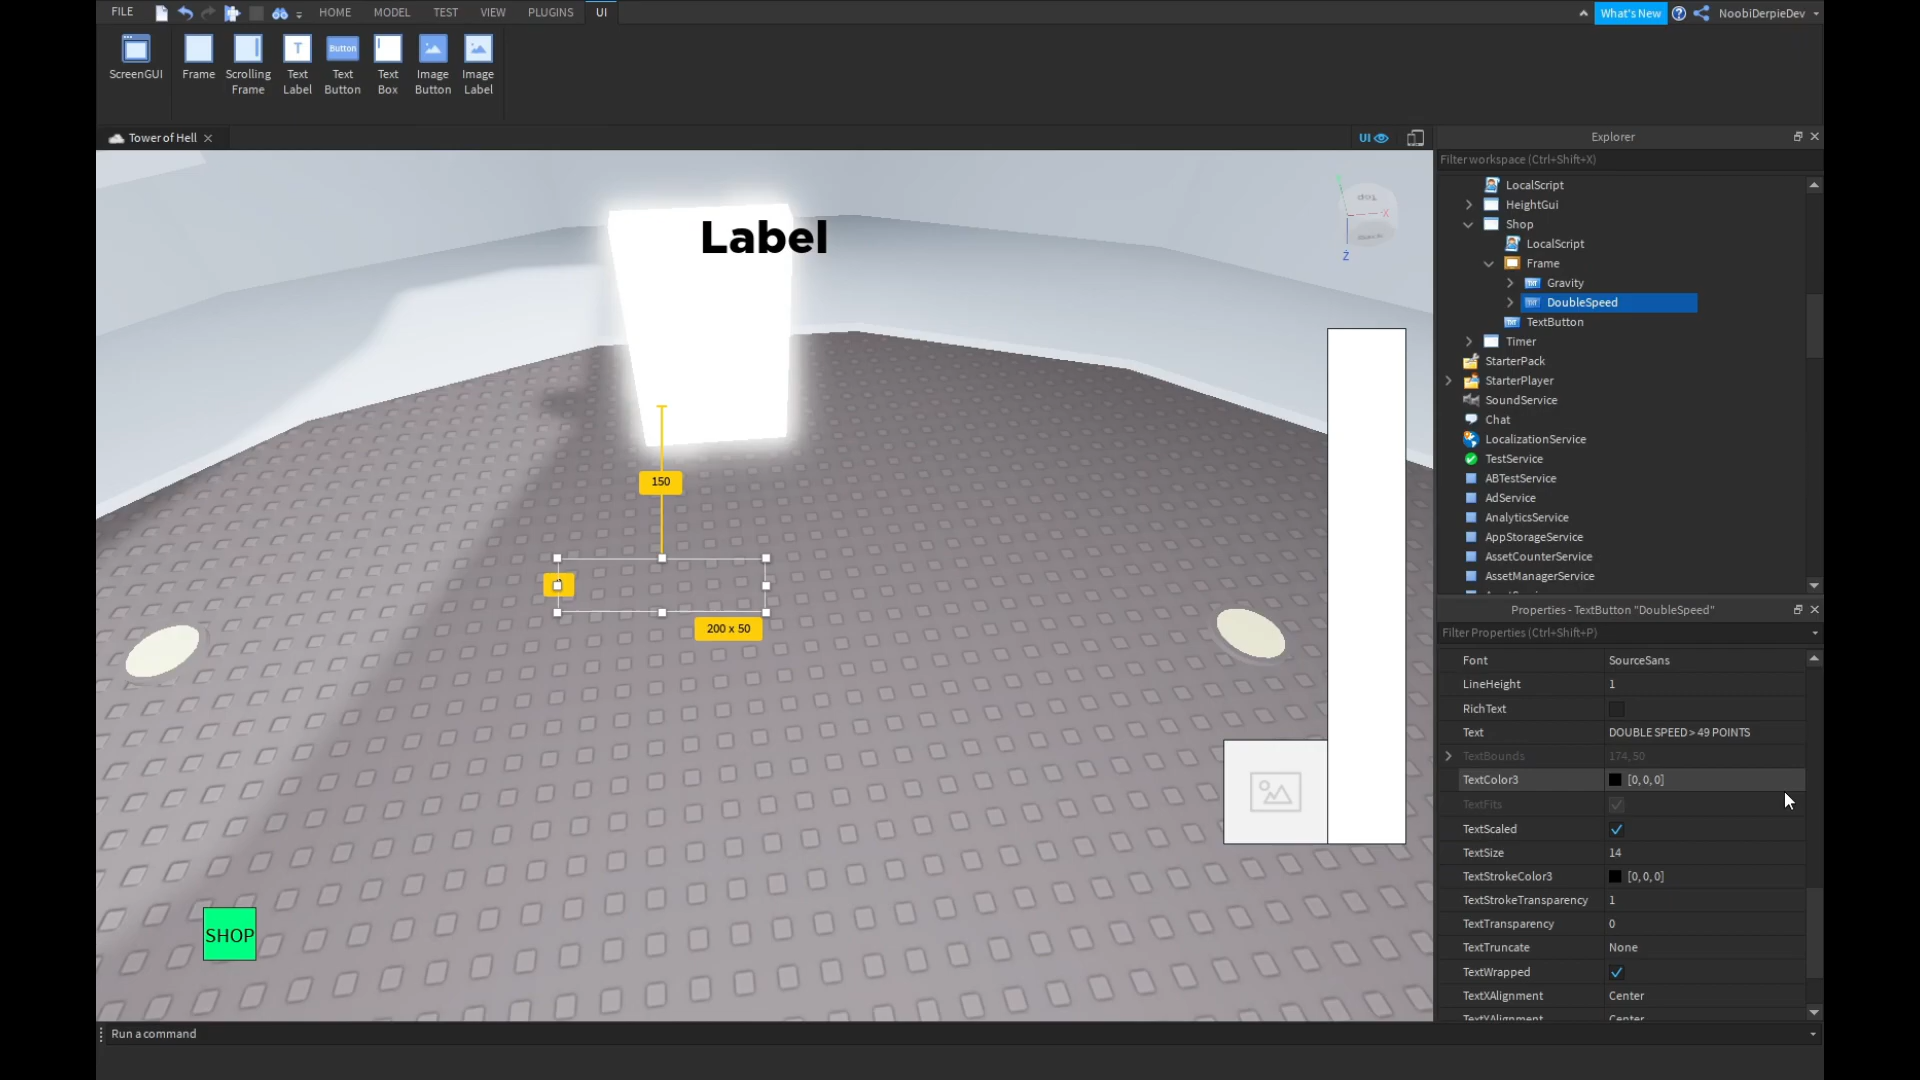 FILE
HOME
MODEL
TEST
VIEW
PLUGINS
UI
What's New
NoobiDerpieDev
ScreenGUI
Frame
Scrolling
Frame
Text
Label
Button
Text
Button
Text
Box
Image
Button
Image
Label
Tower of Hell
UI
Explorer
Filter workspace (Ctrl+Shift+X)
LocalScript
HeightGui
Shop
LocalScript
Frame
Gravity
DoubleSpeed
TextButton
Timer
StarterPack
StarterPlayer
SoundService
Chat
LocalizationService
TestService
ABTestService
AdService
AnalyticsService
AppStorageService
AssetCounterService
AssetManagerService
Label
Top
X
Z
150
200 x 50
SHOP
Properties - TextButton "DoubleSpeed"
Filter Properties (Ctrl+Shift+P)
Font SourceSans
LineHeight 1
RichText
Text DOUBLE SPEED > 49 POINTS
TextBounds 174, 50
TextColor3 [0, 0, 0]
TextFits
TextScaled
TextSize 14
TextStrokeColor3 [0, 0, 0]
TextStrokeTransparency 1
TextTransparency 0
TextTruncate None
TextWrapped
TextXAlignment Center
TextYAlignment Center
Run a command